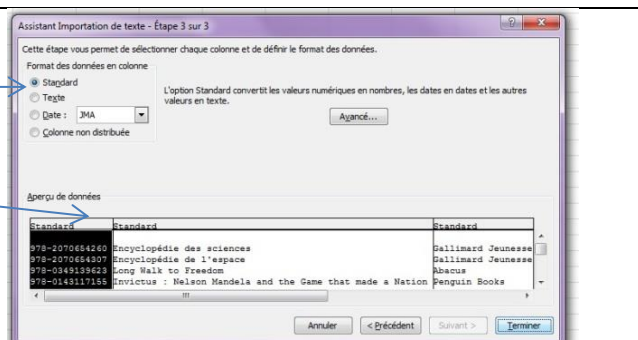 Assistant Importation de texte - Étape 3 sur 3
Cette étape vous permet de sélectionner chaque colonne et de définir le format des données.
Format des données en colonne
Standard
Texte
Date : JMA
Colonne non distribuée
L'option Standard convertit les valeurs numériques en nombres, les dates en dates et les autres
valeurs en texte.
Avancé...
Aperçu de données
Standard Standard Standard
978-2070654260 Encyclopédie des sciences Gallimard Jeunesse
978-2070654307 Encyclopédie de l'espace Gallimard Jeunesse
978-0349139623 Long Walk to Freedom Abacus
978-0143117155 Invictus : Nelson Mandela and the Game that made a Nation Penguin Books
Annuler < Précédent Suivant > Terminer